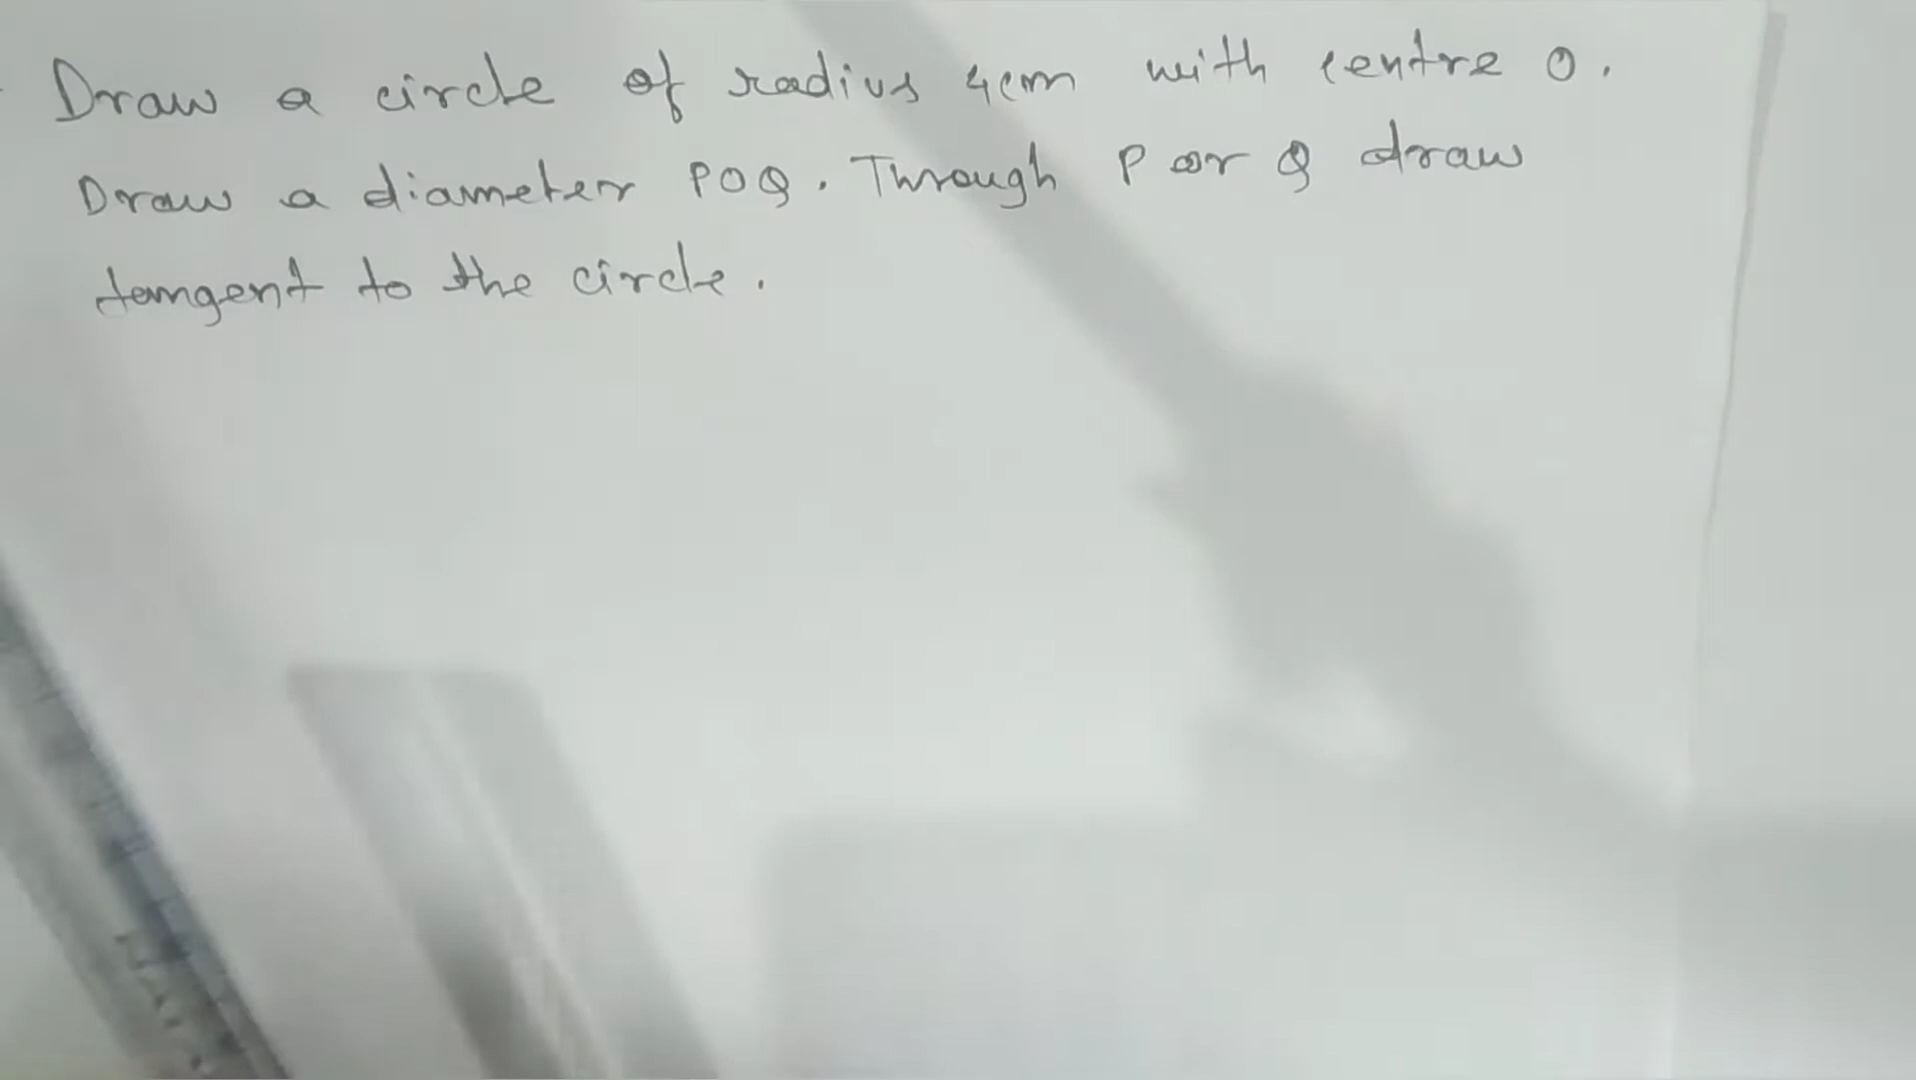 Draw a circle of radius 4cm with centre O.
Draw a diameter POQ. Through P or Q draw
tangent to the circle.